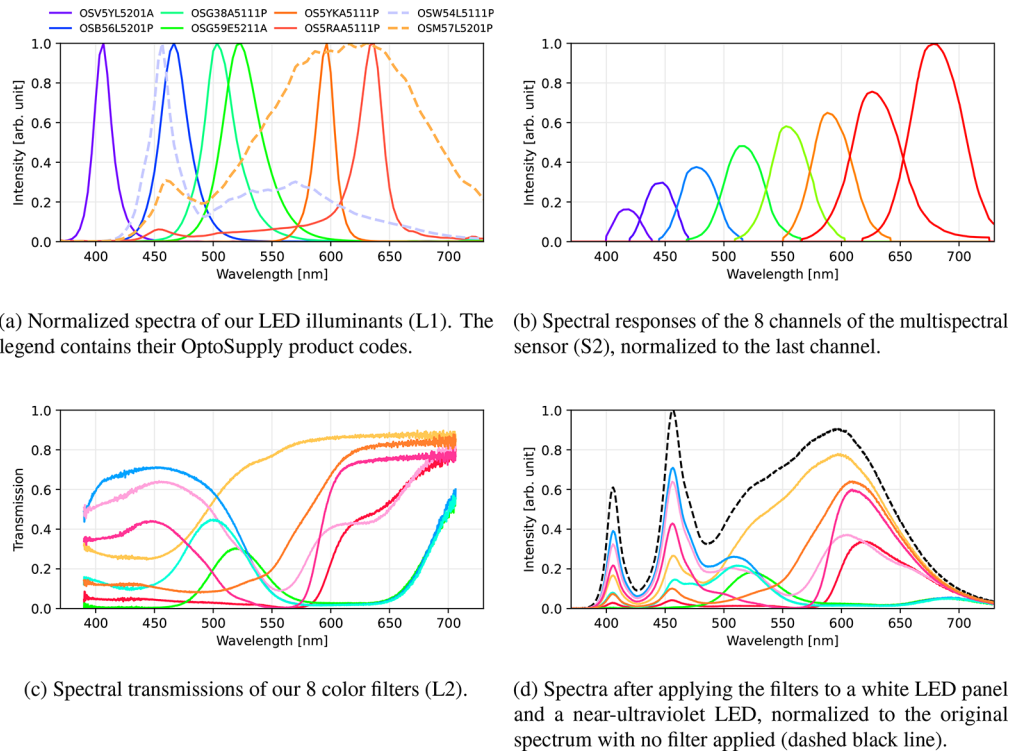 OSV5YL5201A OSG38A5111P OS5YKA5111P OSW54L5111P
OSB56L5201P OSG59E5211A OS5RAA5111P OSM57L5201P
1.0
0.8
0.6
0.4
0.2
0.0
Intensity [arb. unit]
400 450 500 550 600 650 700
Wavelength [nm]
1.0
0.8
0.6
0.4
0.2
0.0
Intensity [arb. unit]
400 450 500 550 600 650 700
Wavelength [nm]
(a) Normalized spectra of our LED illuminants (L1). The
legend contains their OptoSupply product codes.
(b) Spectral responses of the 8 channels of the multispectral
sensor (S2), normalized to the last channel.
1.0
0.8
0.6
0.4
0.2
0.0
Transmission
400 450 500 550 600 650 700
Wavelength [nm]
1.0
0.8
0.6
0.4
0.2
0.0
Intensity [arb. unit]
400 450 500 550 600 650 700
Wavelength [nm]
(c) Spectral transmissions of our 8 color filters (L2).
(d) Spectra after applying the filters to a white LED panel
and a near-ultraviolet LED, normalized to the original
spectrum with no filter applied (dashed black line).